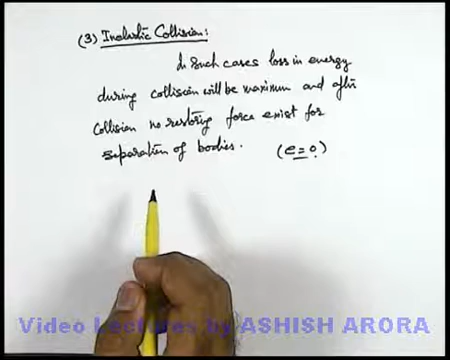 (3) Inelastic Collision:
In such cases loss in energy
during collision will be maximum and after
collision no restoring force exist for
separation of bodies. (e=0)
Video Lectures by ASHISH ARORA